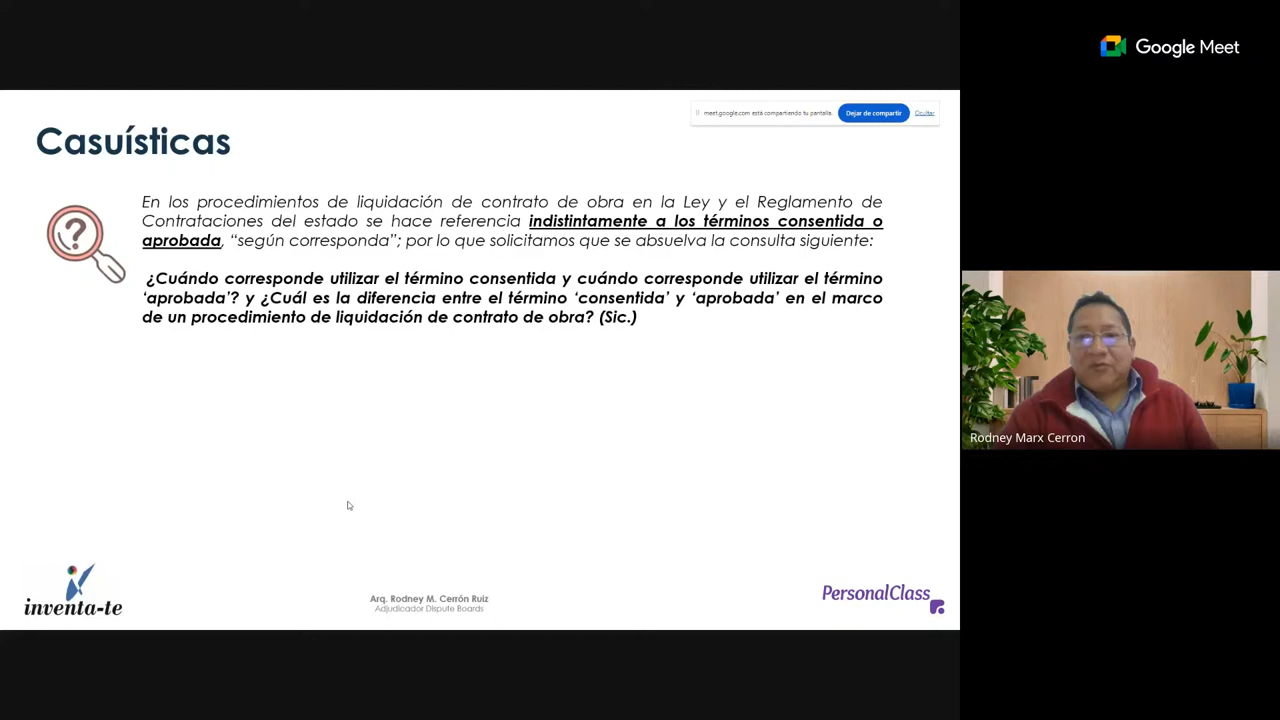 Google Meet
meet.google.com está compartiendo tu pantalla.
Dejar de compartir
Ocultar
Casuísticas
En los procedimientos de liquidación de contrato de obra en la Ley y el Reglamento de
Contrataciones del estado se hace referencia indistintamente a los términos consentida o
aprobada, “según corresponda”; por lo que solicitamos que se absuelva la consulta siguiente:
¿Cuándo corresponde utilizar el término consentida y cuándo corresponde utilizar el término
‘aprobada’? y ¿Cuál es la diferencia entre el término ‘consentida’ y ‘aprobada’ en el marco
de un procedimiento de liquidación de contrato de obra? (Sic.)
Rodney Marx Cerron
inventa-te
Arq. Rodney M. Cerrón Ruiz
Adjudicador Dispute Boards
PersonalClass